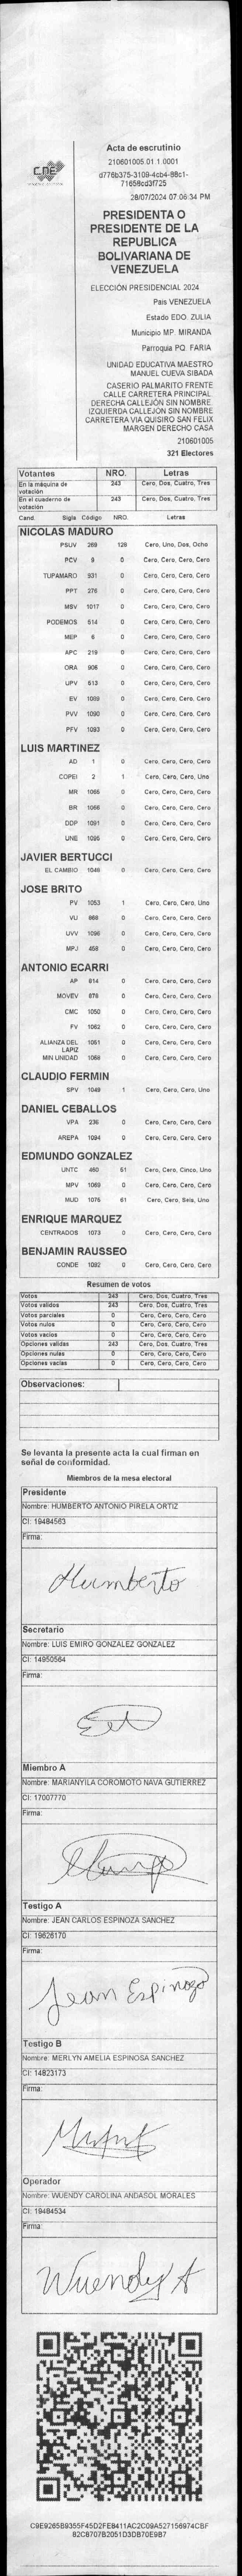 CNE
Acta de escrutinio
210601005.01.1.0001
d776b375-3109-4cb4-88c1-
71658cd3f725
28/07/2024 07:06:34 PM
PRESIDENTA O
PRESIDENTE DE LA
REPUBLICA
BOLIVARIANA DE
VENEZUELA
ELECCIÓN PRESIDENCIAL 2024
Pais VENEZUELA
Estado EDO. ZULIA
Municipio MP. MIRANDA
Parroquia PQ. FARIA
UNIDAD EDUCATIVA MAESTRO
MANUEL CUEVA SIBADA
CASERIO PALMARITO FRENTE
CALLE CARRETERA PRINCIPAL.
DERECHA CALLEJÓN SIN NOMBRE.
IZQUIERDA CALLEJÓN SIN NOMBRE
CARRETERA VIA QUISIRO SAN FELIX
MARGEN DERECHO CASA
210601005
321 Electores
Votantes NRO. Letras
En la máquina de votación 243 Cero, Dos, Cuatro, Tres
En el cuaderno de votación 243 Cero, Dos, Cuatro, Tres
Cand Sigla Código NRO. Letras
NICOLAS MADURO
PSUV 268 128 Cero, Uno, Dos, Ocho
PCV 9 0 Cero, Cero, Cero, Cero
TUPAMARO 931 0 Cero, Cero, Cero, Cero
PPT 276 0 Cero, Cero, Cero, Cero
MSV 1017 0 Cero, Cero, Cero, Cero
PODEMOS 514 0 Cero, Cero, Cero, Cero
MEP 6 0 Cero, Cero, Cero, Cero
APC 219 0 Cero, Cero, Cero, Cero
ORA 906 0 Cero, Cero, Cero, Cero
UPV 513 0 Cero, Cero, Cero, Cero
EV 1089 0 Cero, Cero, Cero, Cero
PVV 1090 0 Cero, Cero, Cero, Cero
PFV 1093 0 Cero, Cero, Cero, Cero
LUIS MARTINEZ
AD 1 0 Cero, Cero, Cero, Cero
COPEI 2 1 Cero, Cero, Cero, Uno
MR 1065 0 Cero, Cero, Cero, Cero
BR 1066 0 Cero, Cero, Cero, Cero
DDP 1091 0 Cero, Cero, Cero, Cero
UNE 1095 0 Cero, Cero, Cero, Cero
JAVIER BERTUCCI
EL CAMBIO 1048 0 Cero, Cero, Cero, Cero
JOSE BRITO
PV 1053 1 Cero, Cero, Cero, Uno
VU 868 0 Cero, Cero, Cero, Cero
UVV 1096 0 Cero, Cero, Cero, Cero
MPJ 458 0 Cero, Cero, Cero, Cero
ANTONIO ECARRI
AP 814 0 Cero, Cero, Cero, Cero
MOVEV 878 0 Cero, Cero, Cero, Cero
CMC 1050 0 Cero, Cero, Cero, Cero
FV 1062 0 Cero, Cero, Cero, Cero
ALIANZA DEL LAPIZ 1051 0 Cero, Cero, Cero, Cero
MIN UNIDAD 1068 0 Cero, Cero, Cero, Cero
CLAUDIO FERMIN
SPV 1049 1 Cero, Cero, Cero, Uno
DANIEL CEBALLOS
VPA 236 0 Cero, Cero, Cero, Cero
AREPA 1094 0 Cero, Cero, Cero, Cero
EDMUNDO GONZALEZ
UNTC 460 51 Cero, Cero, Cinco, Uno
MPV 1069 0 Cero, Cero, Cero, Cero
MUD 1075 61 Cero, Cero, Seis, Uno
ENRIQUE MARQUEZ
CENTRADOS 1073 0 Cero, Cero, Cero, Cero
BENJAMIN RAUSSEO
CONDE 1092 0 Cero, Cero, Cero, Cero
Resumen de votos
Votos 243 Cero, Dos, Cuatro, Tres
Votos validos 243 Cero, Dos, Cuatro, Tres
Votos parciales 0 Cero, Cero, Cero, Cero
Votos nulos 0 Cero, Cero, Cero, Cero
Votos vacios 0 Cero, Cero, Cero, Cero
Opciones validas 243 Cero, Dos, Cuatro, Tres
Opciones nulas 0 Cero, Cero, Cero, Cero
Opciones vacias 0 Cero, Cero, Cero, Cero
Observaciones:
Se levanta la presente acta la cual firman en
señal de conformidad.
Miembros de la mesa electoral
Presidente
Nombre: HUMBERTO ANTONIO PIRELA ORTIZ
CI: 19484563
Firma:
Humberto
Secretario
Nombre: LUIS EMIRO GONZALEZ GONZALEZ
CI: 14950564
Firma:
Miembro A
Nombre: MARIANYILA COROMOTO NAVA GUTIERREZ
CI: 17007770
Firma:
Testigo A
Nombre: JEAN CARLOS ESPINOZA SANCHEZ
CI: 19626170
Firma:
Jean Espinoza
Testigo B
Nombre: MERLYN AMELIA ESPINOSA SANCHEZ
CI: 14823173
Firma:
Operador
Nombre: WUENDY CAROLINA ANDASOL MORALES
CI: 19484534
Firma:
Wuendy A
C9E9265B9355F45D2FE8411AC2C09A527156974CBF
82C8707B2051D3DB70E9B7